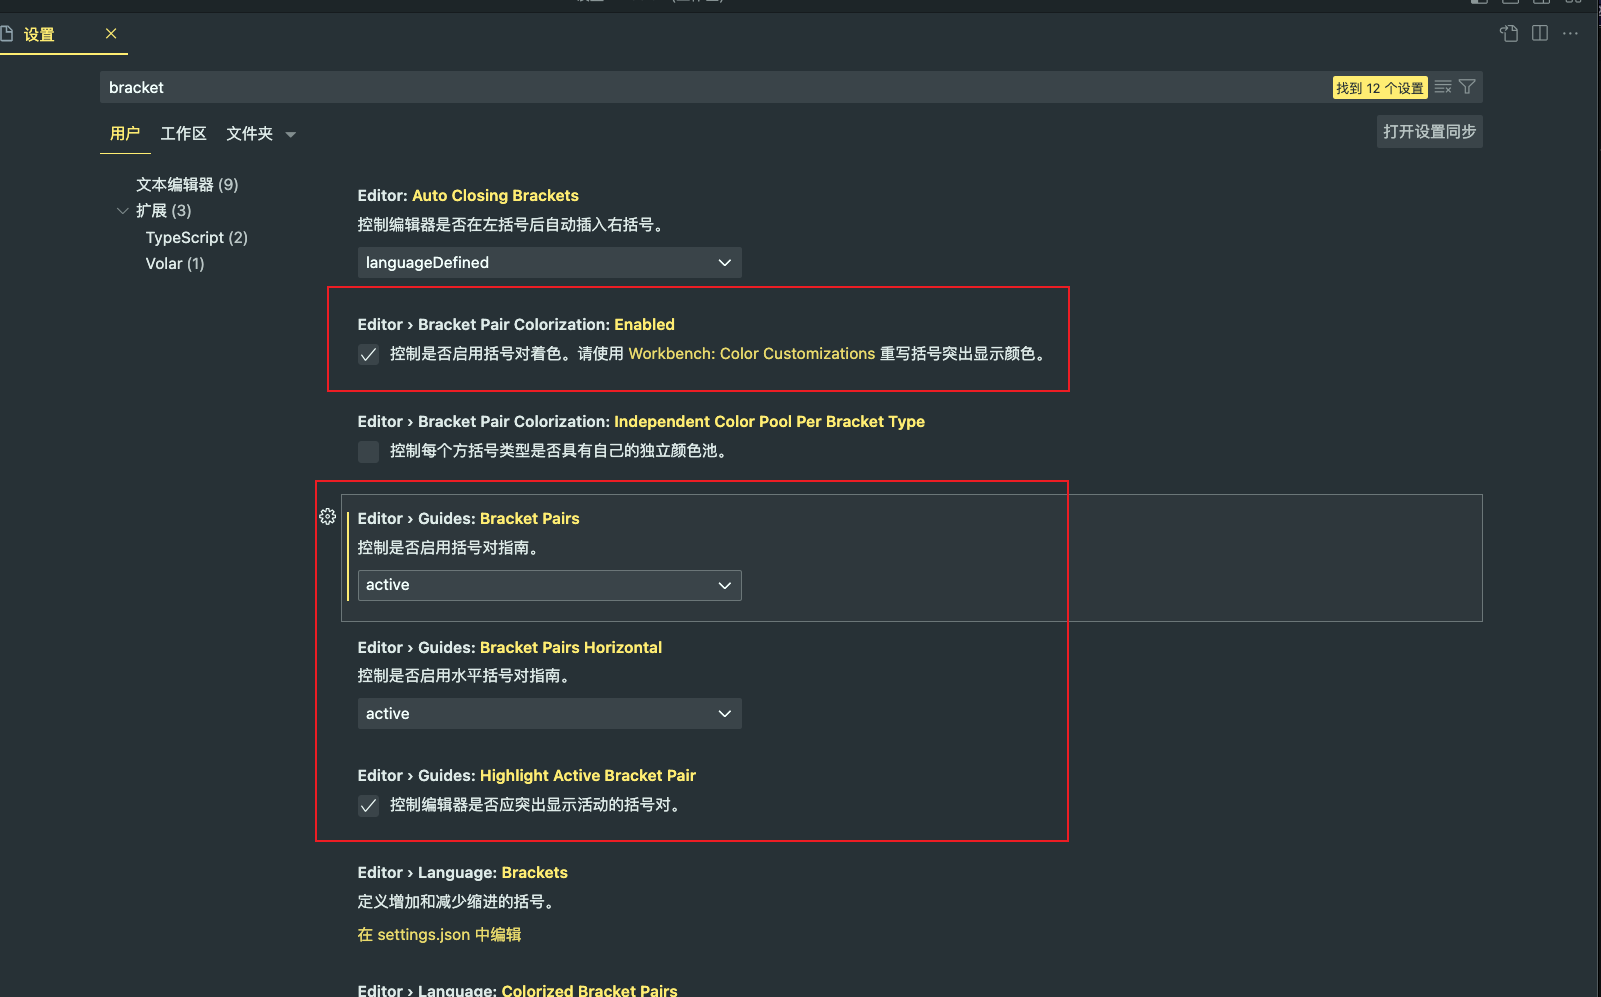 设置
bracket
找到 12 个设置
用户 工作区 文件夹
打开设置同步
文本编辑器 (9)
扩展 (3)
TypeScript (2)
Volar (1)
Editor: Auto Closing Brackets
控制编辑器是否在左括号后自动插入右括号。
languageDefined
Editor › Bracket Pair Colorization: Enabled
控制是否启用括号对着色。请使用 Workbench: Color Customizations 重写括号突出显示颜色。
Editor › Bracket Pair Colorization: Independent Color Pool Per Bracket Type
控制每个方括号类型是否具有自己的独立颜色池。
Editor › Guides: Bracket Pairs
控制是否启用括号对指南。
active
Editor › Guides: Bracket Pairs Horizontal
控制是否启用水平括号对指南。
active
Editor › Guides: Highlight Active Bracket Pair
控制编辑器是否应突出显示活动的括号对。
Editor › Language: Brackets
定义增加和减少缩进的括号。
在 settings.json 中编辑
Editor › Language: Colorized Bracket Pairs